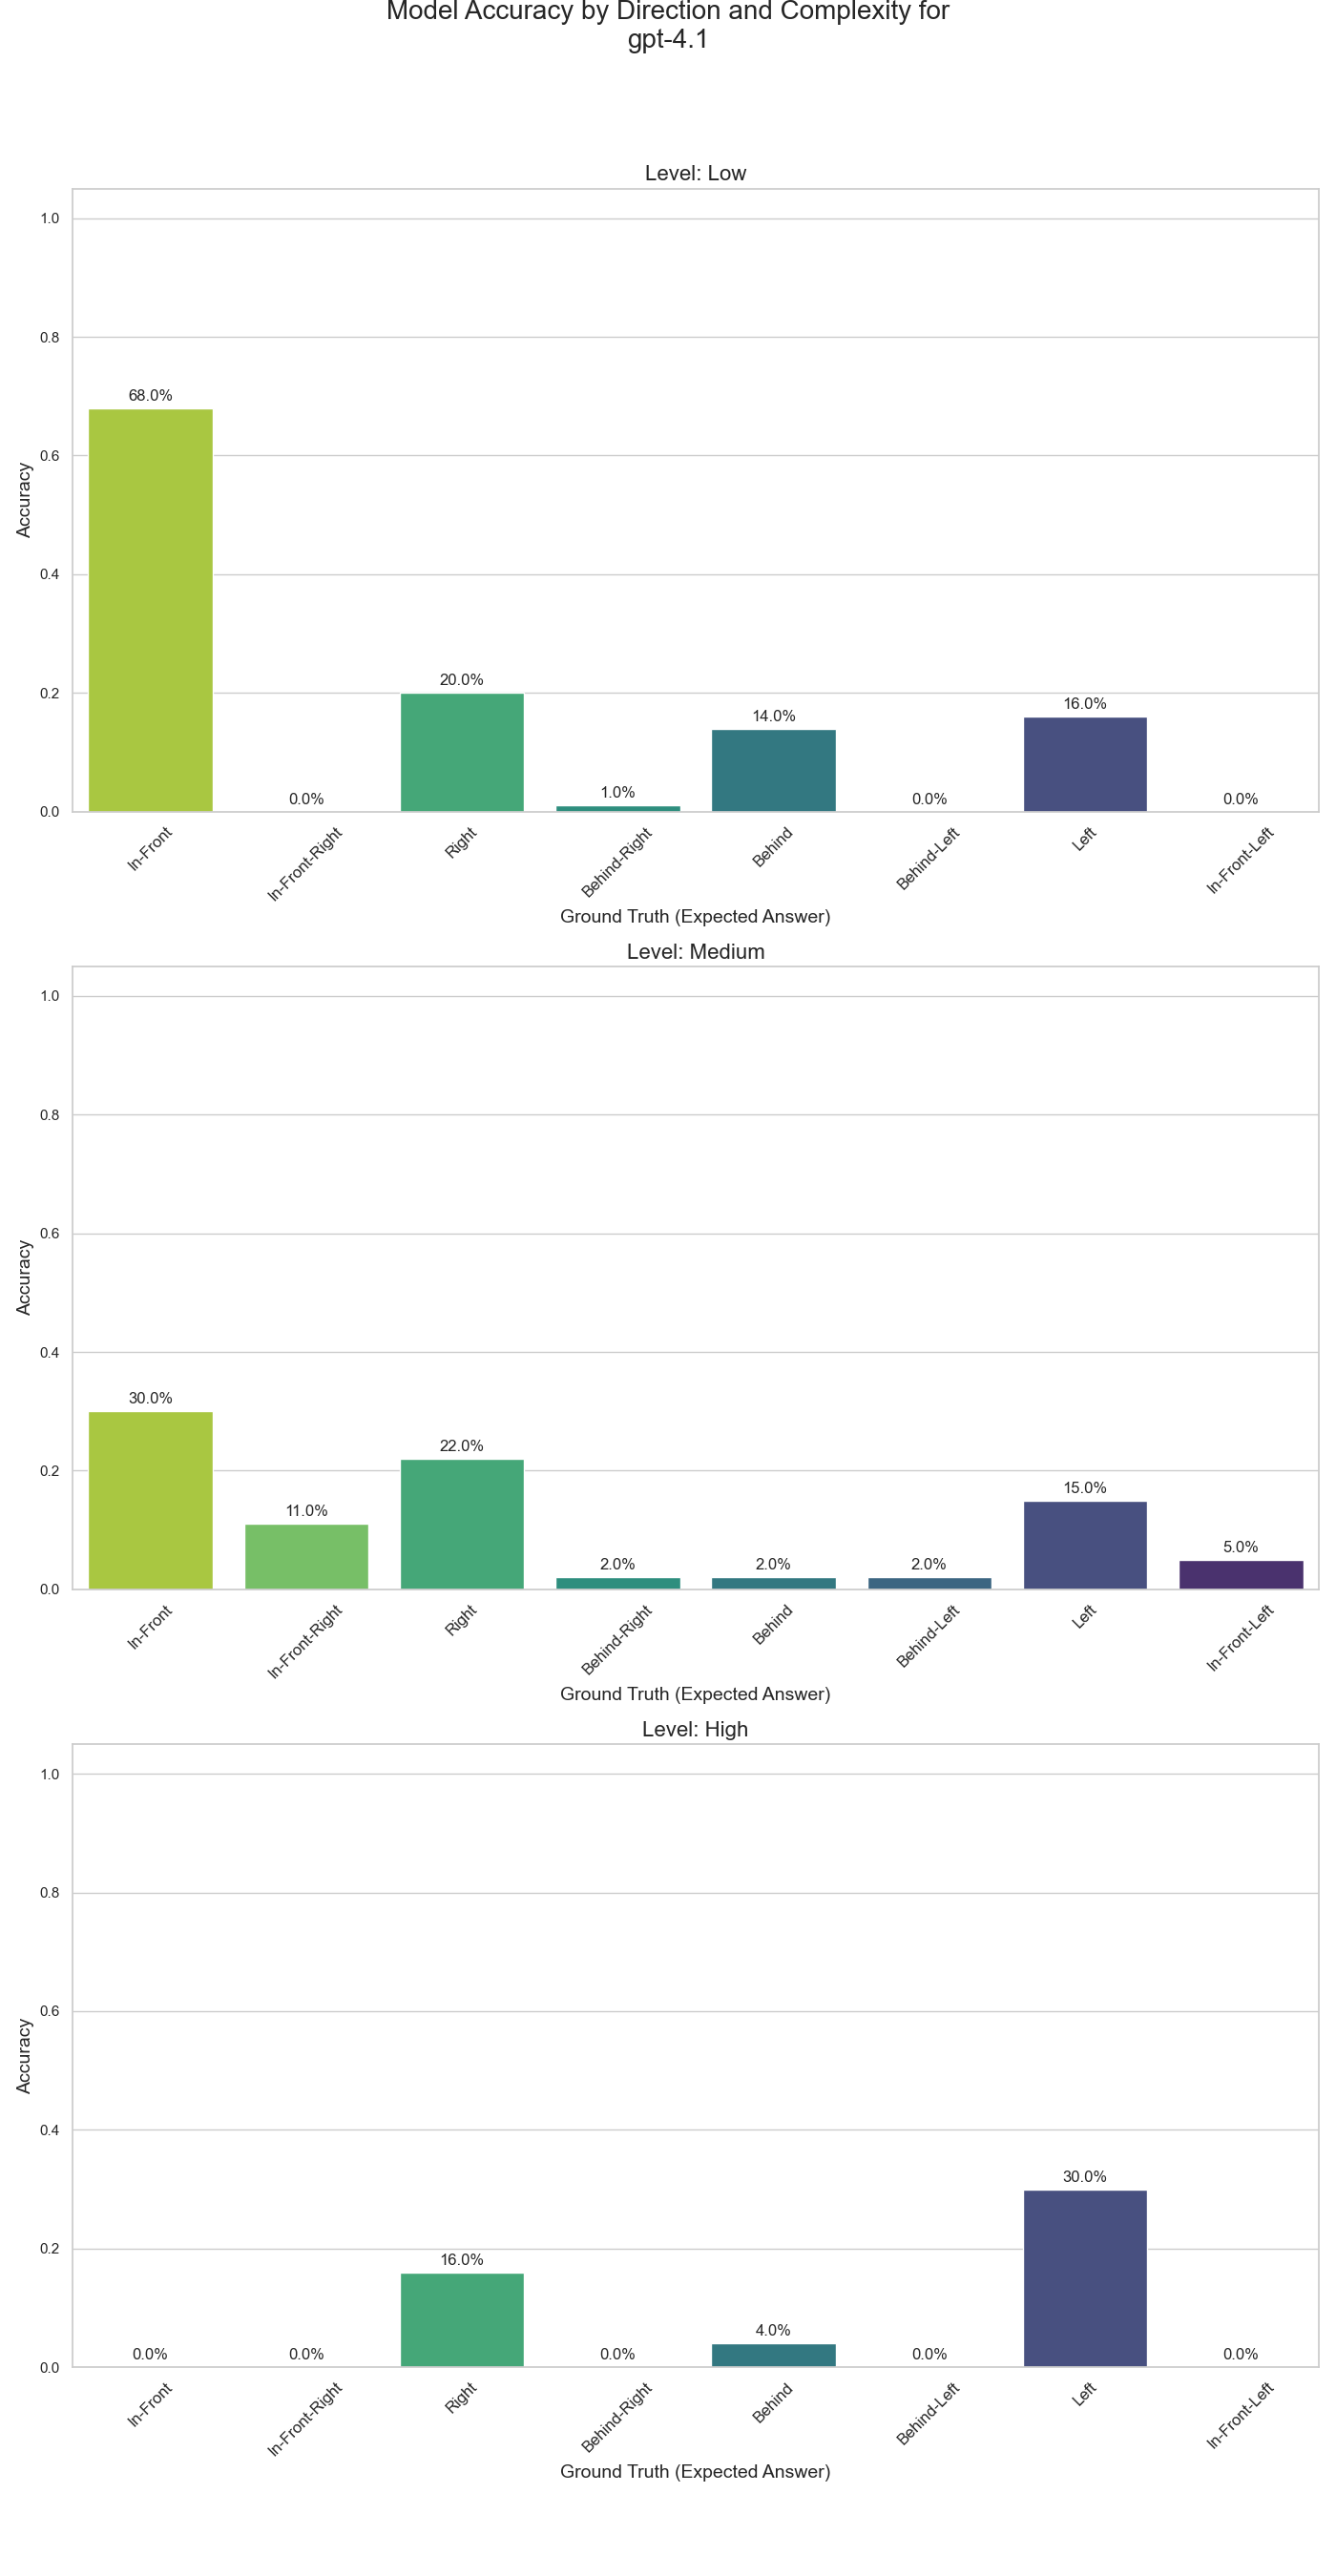 Model Accuracy by Direction and Complexity for
gpt-4.1
Level: Low
1.0
0.8
0.6
0.4
0.2
0.0
Accuracy
68.0%
0.0%
20.0%
1.0%
14.0%
0.0%
16.0%
0.0%
In-Front
In-Front-Right
Right
Behind-Right
Behind
Behind-Left
Left
In-Front-Left
Ground Truth (Expected Answer)
Level: Medium
1.0
0.8
0.6
0.4
0.2
0.0
Accuracy
30.0%
11.0%
22.0%
2.0%
2.0%
2.0%
15.0%
5.0%
In-Front
In-Front-Right
Right
Behind-Right
Behind
Behind-Left
Left
In-Front-Left
Ground Truth (Expected Answer)
Level: High
1.0
0.8
0.6
0.4
0.2
0.0
Accuracy
0.0%
0.0%
16.0%
0.0%
4.0%
0.0%
30.0%
0.0%
In-Front
In-Front-Right
Right
Behind-Right
Behind
Behind-Left
Left
In-Front-Left
Ground Truth (Expected Answer)